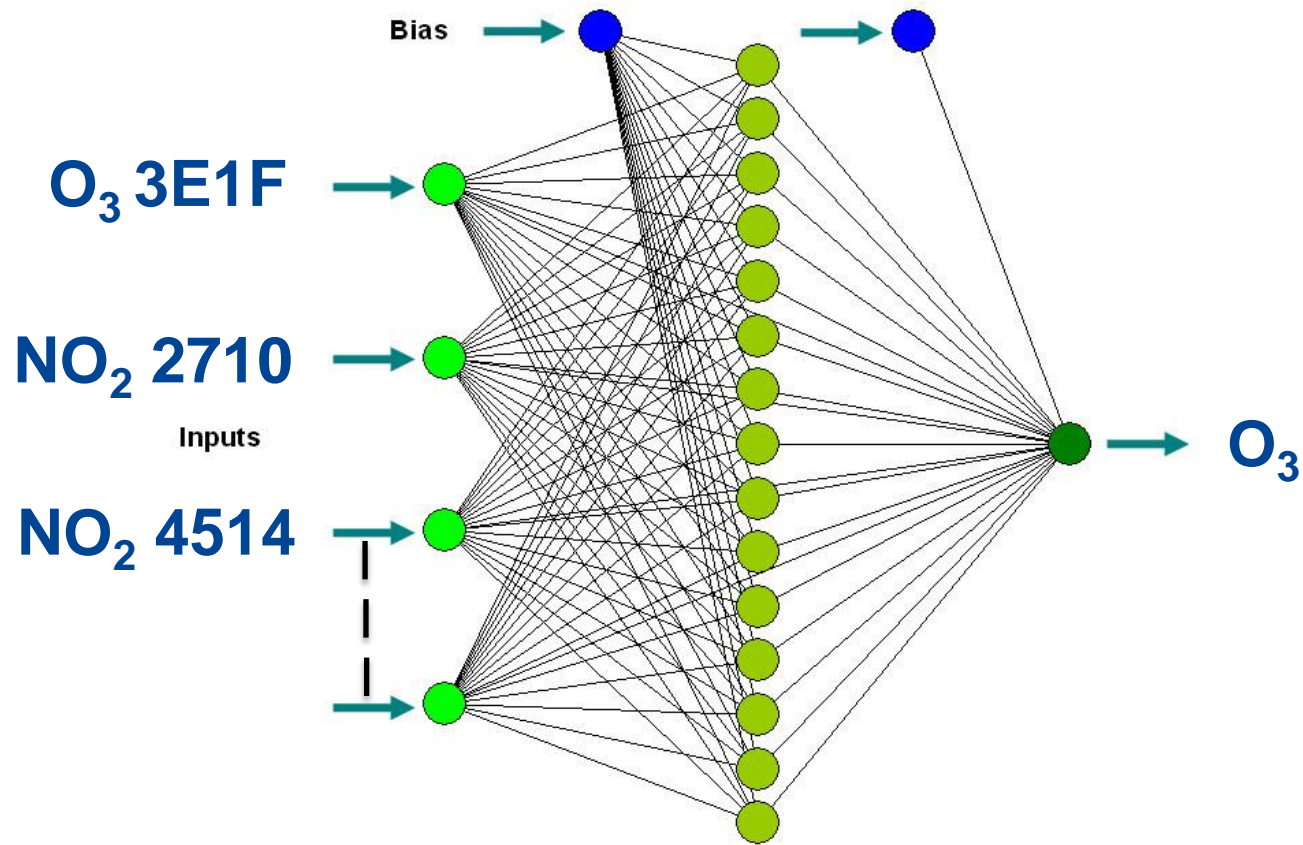 Bias
O₃ 3E1F
NO₂ 2710
Inputs
O₃
NO₂ 4514